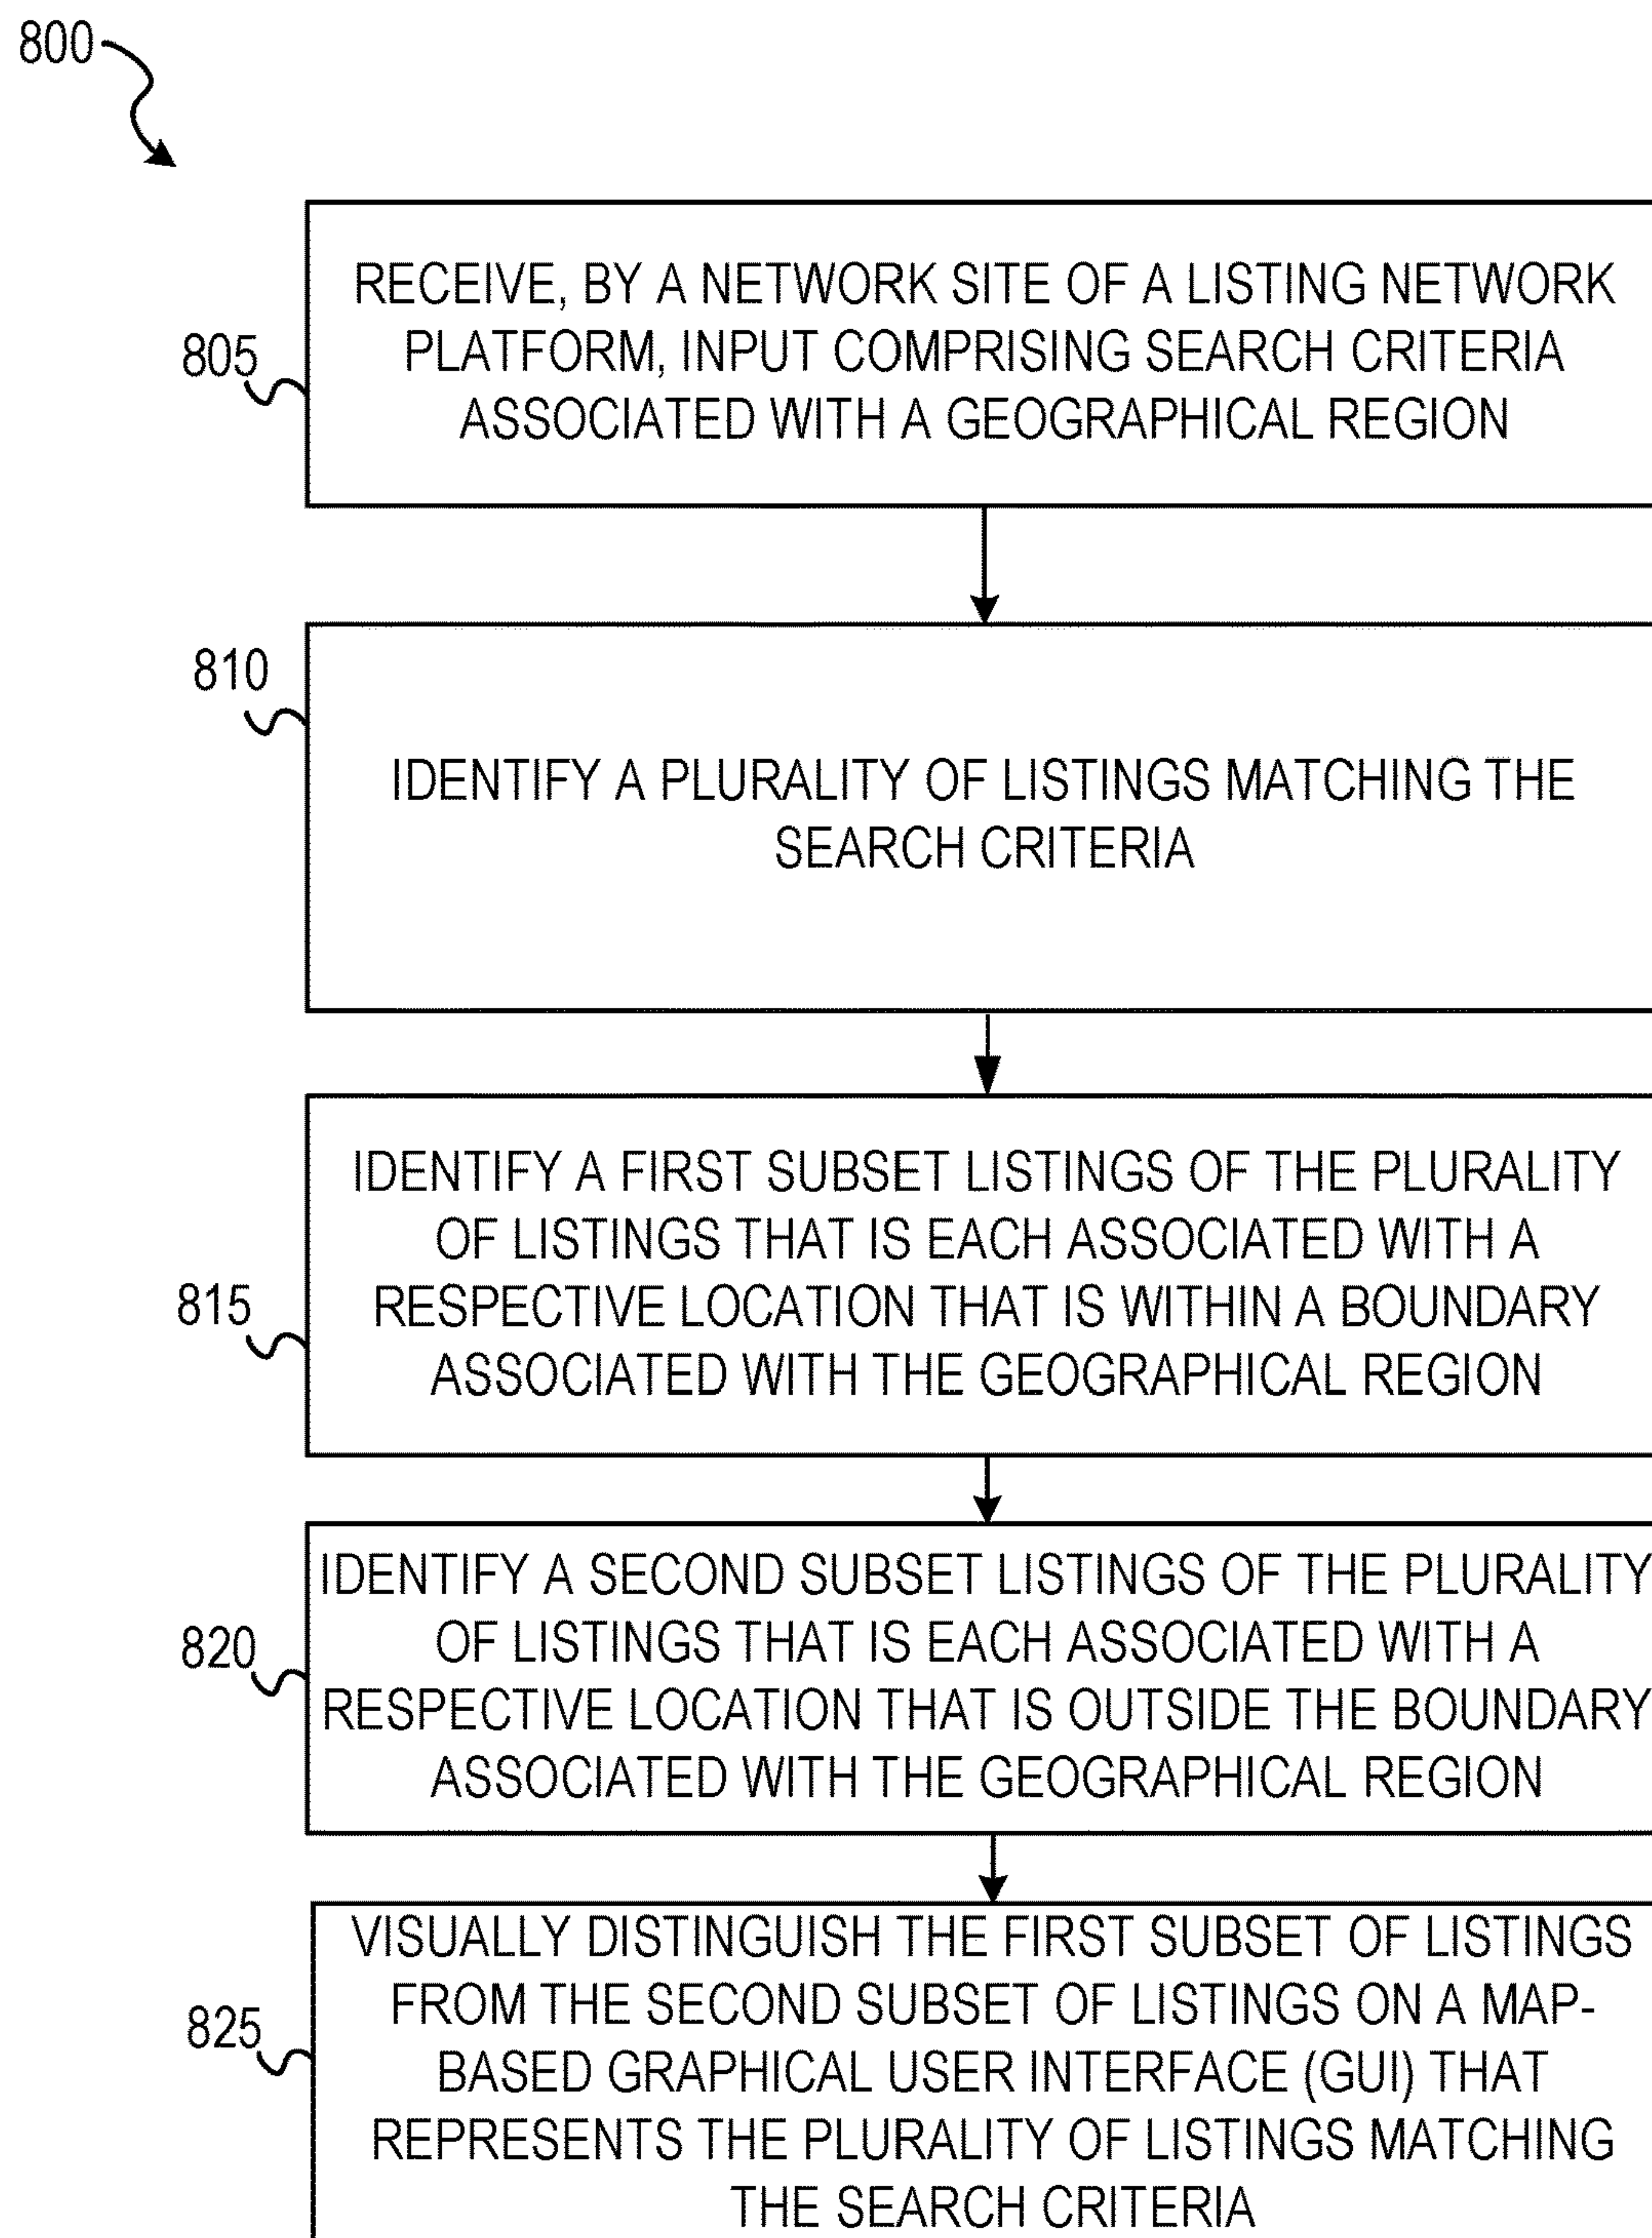 800
RECEIVE, BY A NETWORK SITE OF A LISTING NETWORK
PLATFORM, INPUT COMPRISING SEARCH CRITERIA
ASSOCIATED WITH A GEOGRAPHICAL REGION
805
810
IDENTIFY A PLURALITY OF LISTINGS MATCHING THE
SEARCH CRITERIA
IDENTIFY A FIRST SUBSET LISTINGS OF THE PLURALITY
OF LISTINGS THAT IS EACH ASSOCIATED WITH A
RESPECTIVE LOCATION THAT IS WITHIN A BOUNDARY
ASSOCIATED WITH THE GEOGRAPHICAL REGION
815
IDENTIFY A SECOND SUBSET LISTINGS OF THE PLURALITY
OF LISTINGS THAT IS EACH ASSOCIATED WITH A
RESPECTIVE LOCATION THAT IS OUTSIDE THE BOUNDARY
ASSOCIATED WITH THE GEOGRAPHICAL REGION
820
VISUALLY DISTINGUISH THE FIRST SUBSET OF LISTINGS
FROM THE SECOND SUBSET OF LISTINGS ON A MAP-
BASED GRAPHICAL USER INTERFACE (GUI) THAT
REPRESENTS THE PLURALITY OF LISTINGS MATCHING
THE SEARCH CRITERIA
825